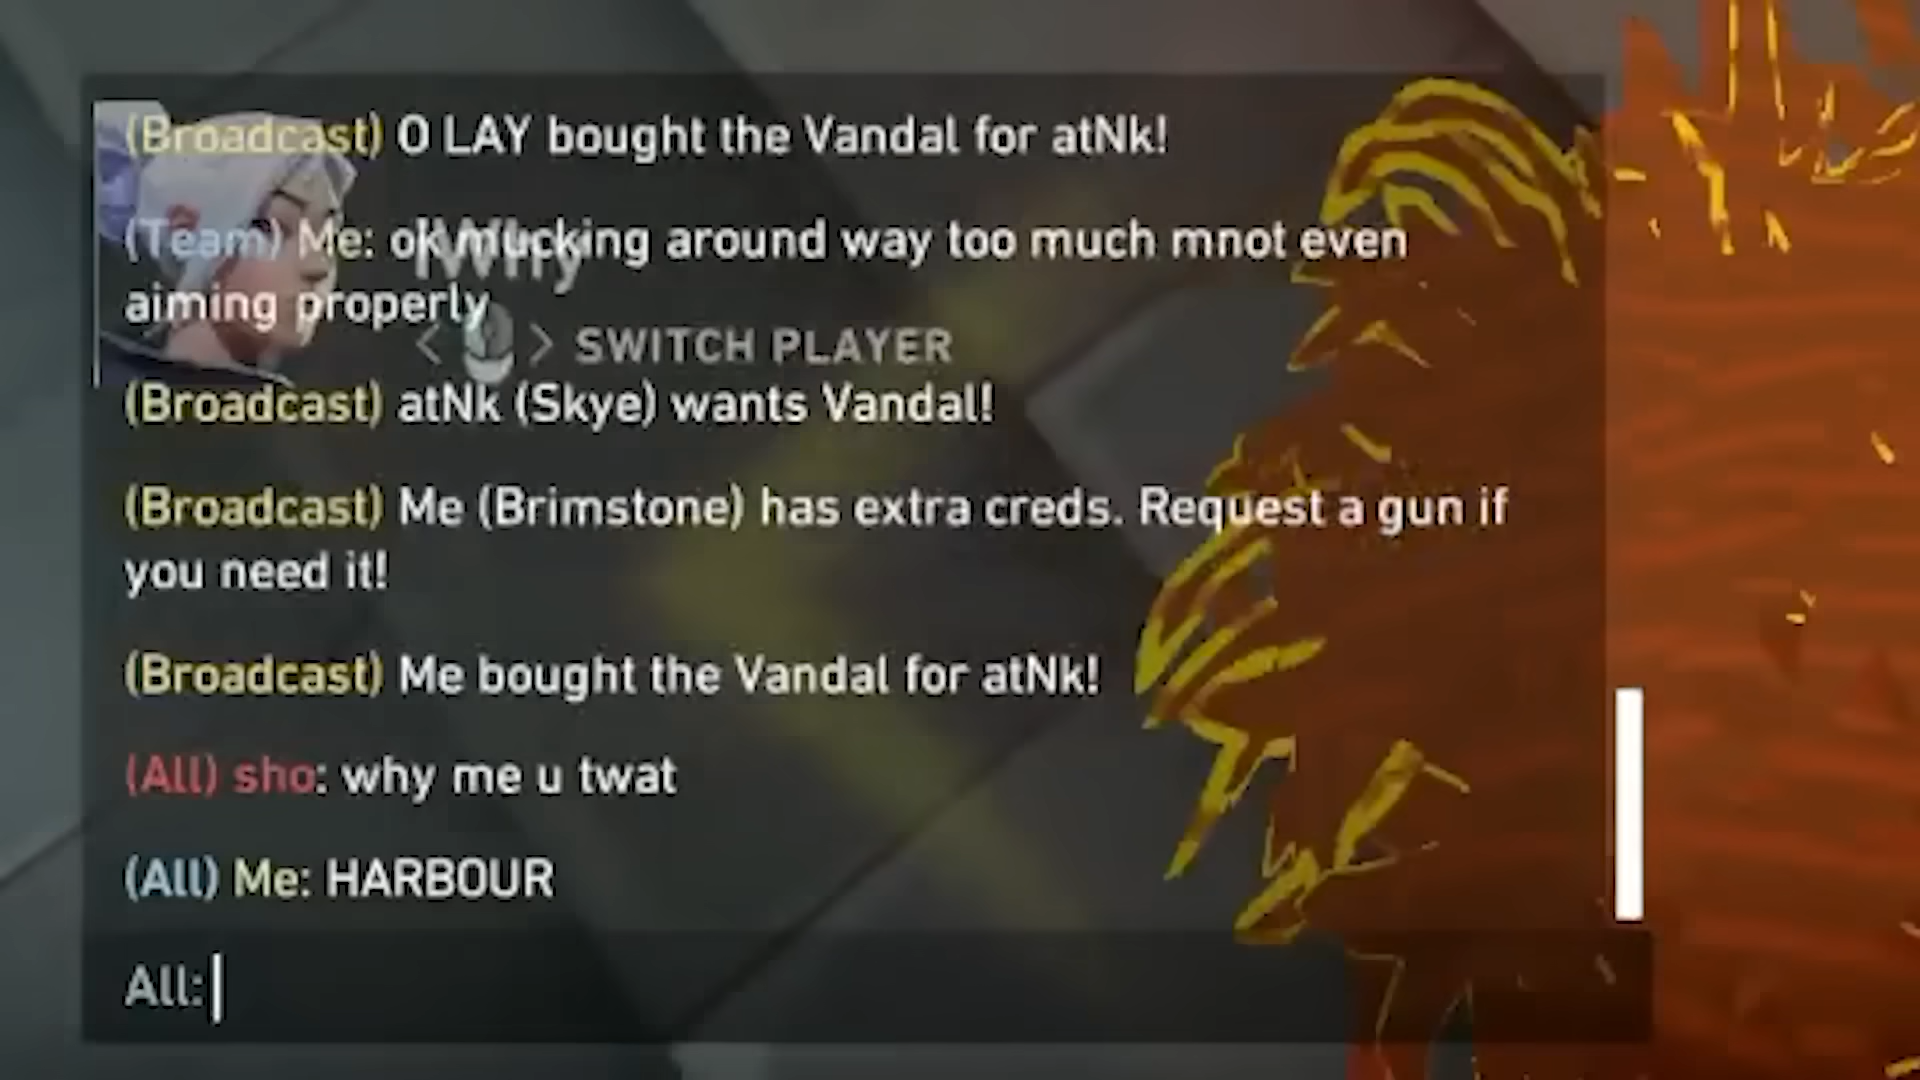 (Broadcast) O LAY bought the Vandal for atNk!
(Team) Me: ok mucking around way too much mnot even
aiming properly
< > SWITCH PLAYER
(Broadcast) atNk (Skye) wants Vandal!
(Broadcast) Me (Brimstone) has extra creds. Request a gun if
you need it!
(Broadcast) Me bought the Vandal for atNk!
(All) sho: why me u twat
(All) Me: HARBOUR
All: